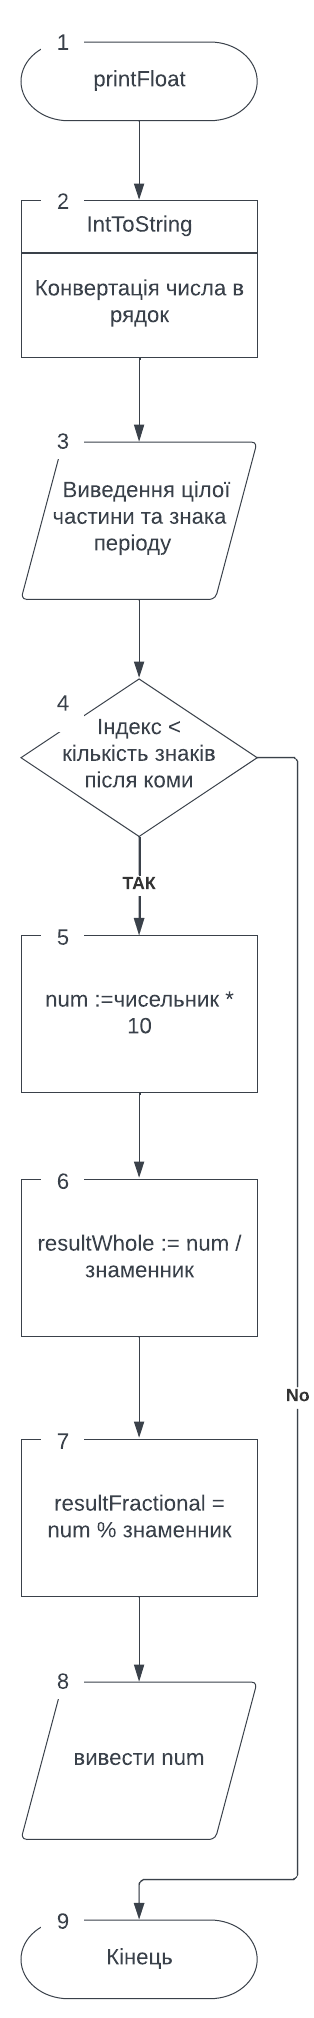 1
printFloat
2
IntToString
Конвертація числа в
рядок
3
Виведення цілої
частини та знака
періоду
4
Індекс <
кількість знаків
після коми
ТАК
5
num :=чисельник *
10
6
resultWhole := num /
знаменник
No
7
resultFractional =
num % знаменник
8
вивести num
9
Кінець